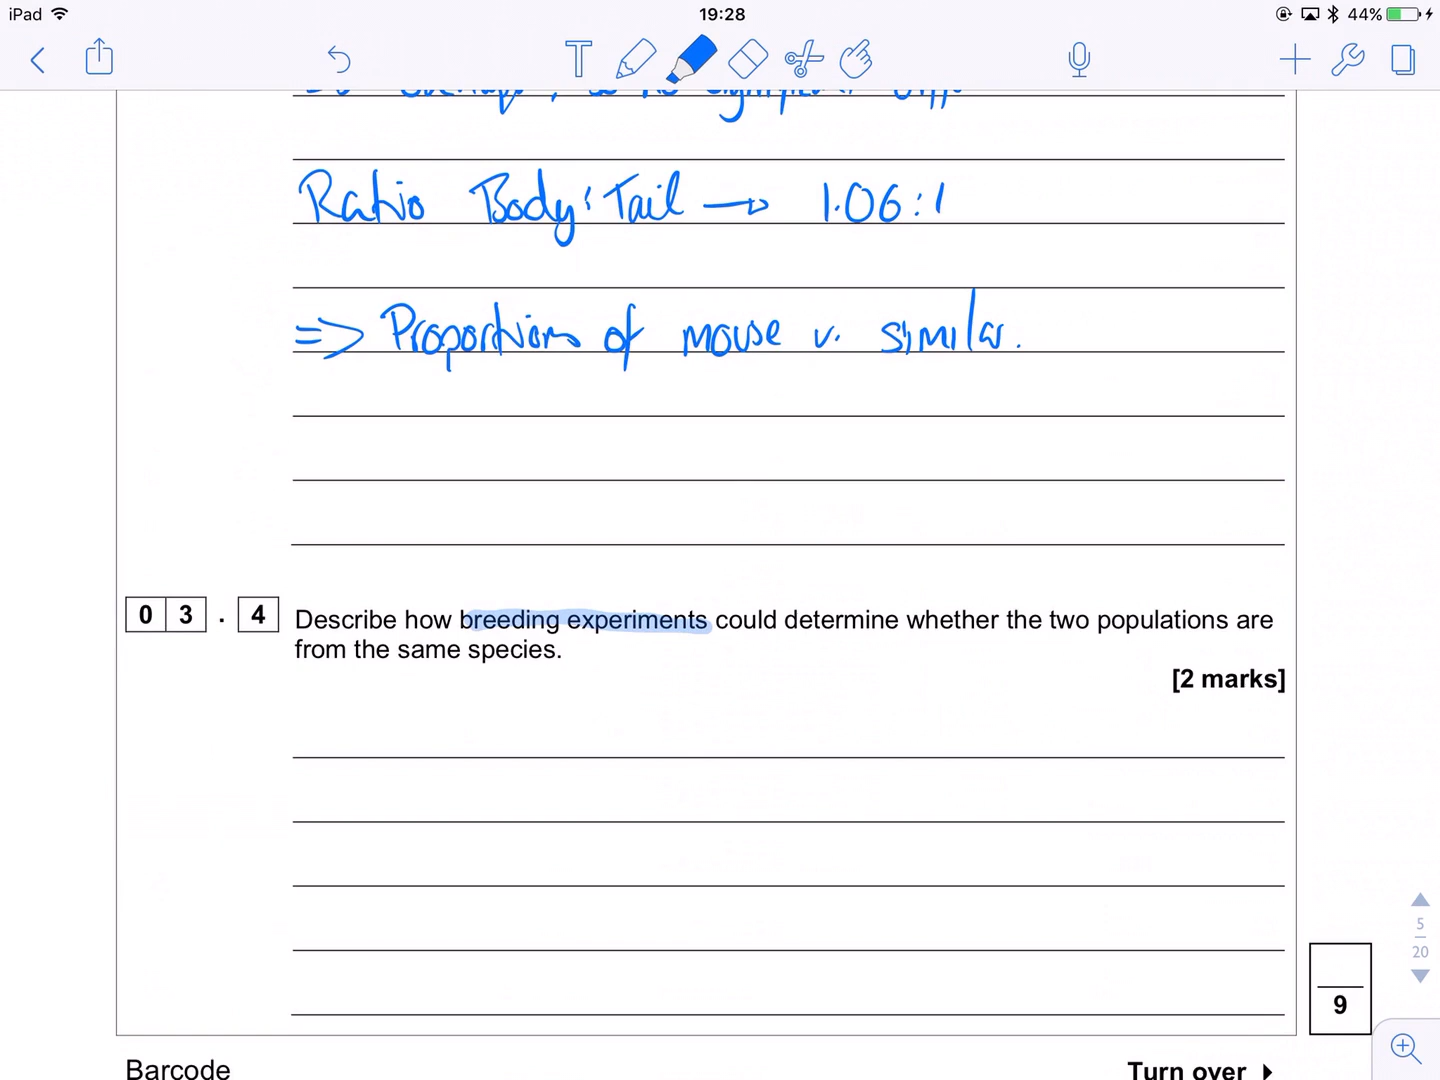 iPad 19:28 44%
Ratio Body:Tail → 1.06:1
=> Proportions of mouse v. similar.
03.4 Describe how breeding experiments could determine whether the two populations are
from the same species.
[2 marks]
5
20
9
Barcode Turn over